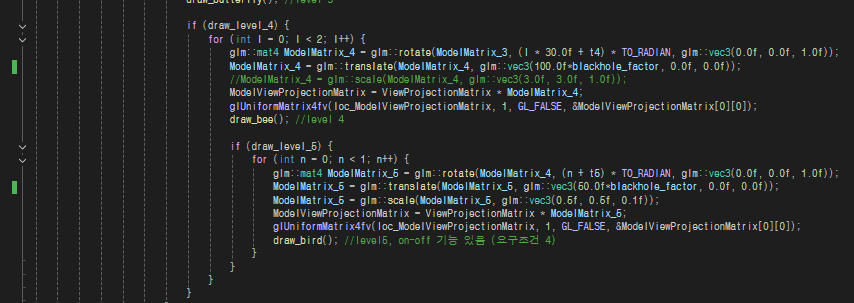 draw_butterfly(); //level 3
if (draw_level_4) {
for (int l = 0; l < 2; l++) {
glm::mat4 ModelMatrix_4 = glm::rotate(ModelMatrix_3, (l * 30.0f + t4) * TO_RADIAN, glm::vec3(0.0f, 0.0f, 1.0f));
ModelMatrix_4 = glm::translate(ModelMatrix_4, glm::vec3(100.0f*blackhole_factor, 0.0f, 0.0f));
//ModelMatrix_4 = glm::scale(ModelMatrix_4, glm::vec3(3.0f, 3.0f, 1.0f));
ModelViewProjectionMatrix = ViewProjectionMatrix * ModelMatrix_4;
glUniformMatrix4fv(loc_ModelViewProjectionMatrix, 1, GL_FALSE, &ModelViewProjectionMatrix[0][0]);
draw_bee(); //level 4
if (draw_level_5) {
for (int n = 0; n < 1; n++) {
glm::mat4 ModelMatrix_5 = glm::rotate(ModelMatrix_4, (n + t5) * TO_RADIAN, glm::vec3(0.0f, 0.0f, 1.0f));
ModelMatrix_5 = glm::translate(ModelMatrix_5, glm::vec3(50.0f*blackhole_factor, 0.0f, 0.0f));
ModelMatrix_5 = glm::scale(ModelMatrix_5, glm::vec3(0.5f, 0.5f, 0.1f));
ModelViewProjectionMatrix = ViewProjectionMatrix * ModelMatrix_5;
glUniformMatrix4fv(loc_ModelViewProjectionMatrix, 1, GL_FALSE, &ModelViewProjectionMatrix[0][0]);
draw_bird(); //level5, on-off 기능 있음 (요구조건 4)
}
}
}
}